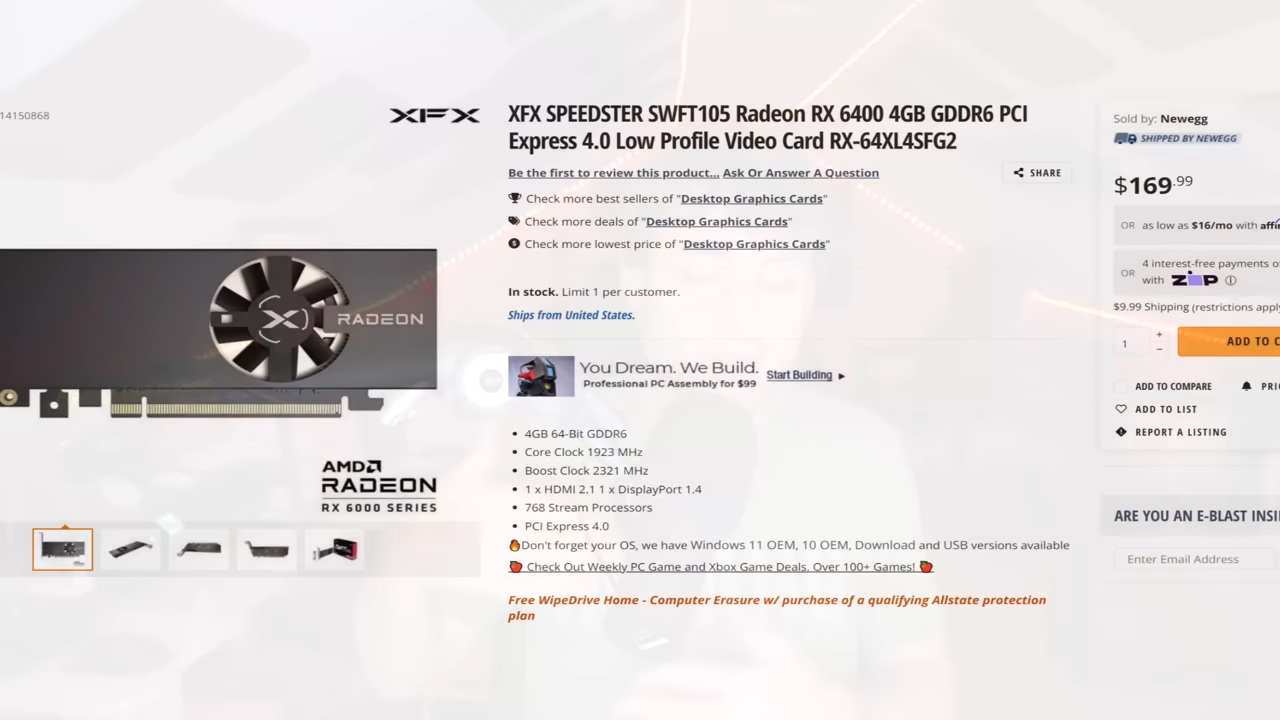 14150868
XFX
XFX SPEEDSTER SWFT105 Radeon RX 6400 4GB GDDR6 PCI
Express 4.0 Low Profile Video Card RX-64XL4SFG2
Be the first to review this product... Ask Or Answer A Question
SHARE
Check more best sellers of "Desktop Graphics Cards"
Check more deals of "Desktop Graphics Cards"
Check more lowest price of "Desktop Graphics Cards"
In stock. Limit 1 per customer.
Ships from United States.
RADEON
You Dream. We Build.
Professional PC Assembly for $99
Start Building
4GB 64-Bit GDDR6
Core Clock 1923 MHz
Boost Clock 2321 MHz
1 x HDMI 2.1 1 x DisplayPort 1.4
768 Stream Processors
PCI Express 4.0
Don't forget your OS, we have Windows 11 OEM, 10 OEM, Download and USB versions available
Check Out Weekly PC Game and Xbox Game Deals. Over 100+ Games!
Free WipeDrive Home - Computer Erasure w/ purchase of a qualifying Allstate protection
plan
AMD
RADEON
RX 6000 SERIES
Sold by: Newegg
SHIPPED BY NEWEGG
$169.99
OR as low as $16/mo with affi
4 interest-free payments o
OR
with ZIP
$9.99 Shipping (restrictions apply
1
ADD TO C
ADD TO COMPARE
PRI
ADD TO LIST
REPORT A LISTING
ARE YOU AN E-BLAST INSI
Enter Email Address